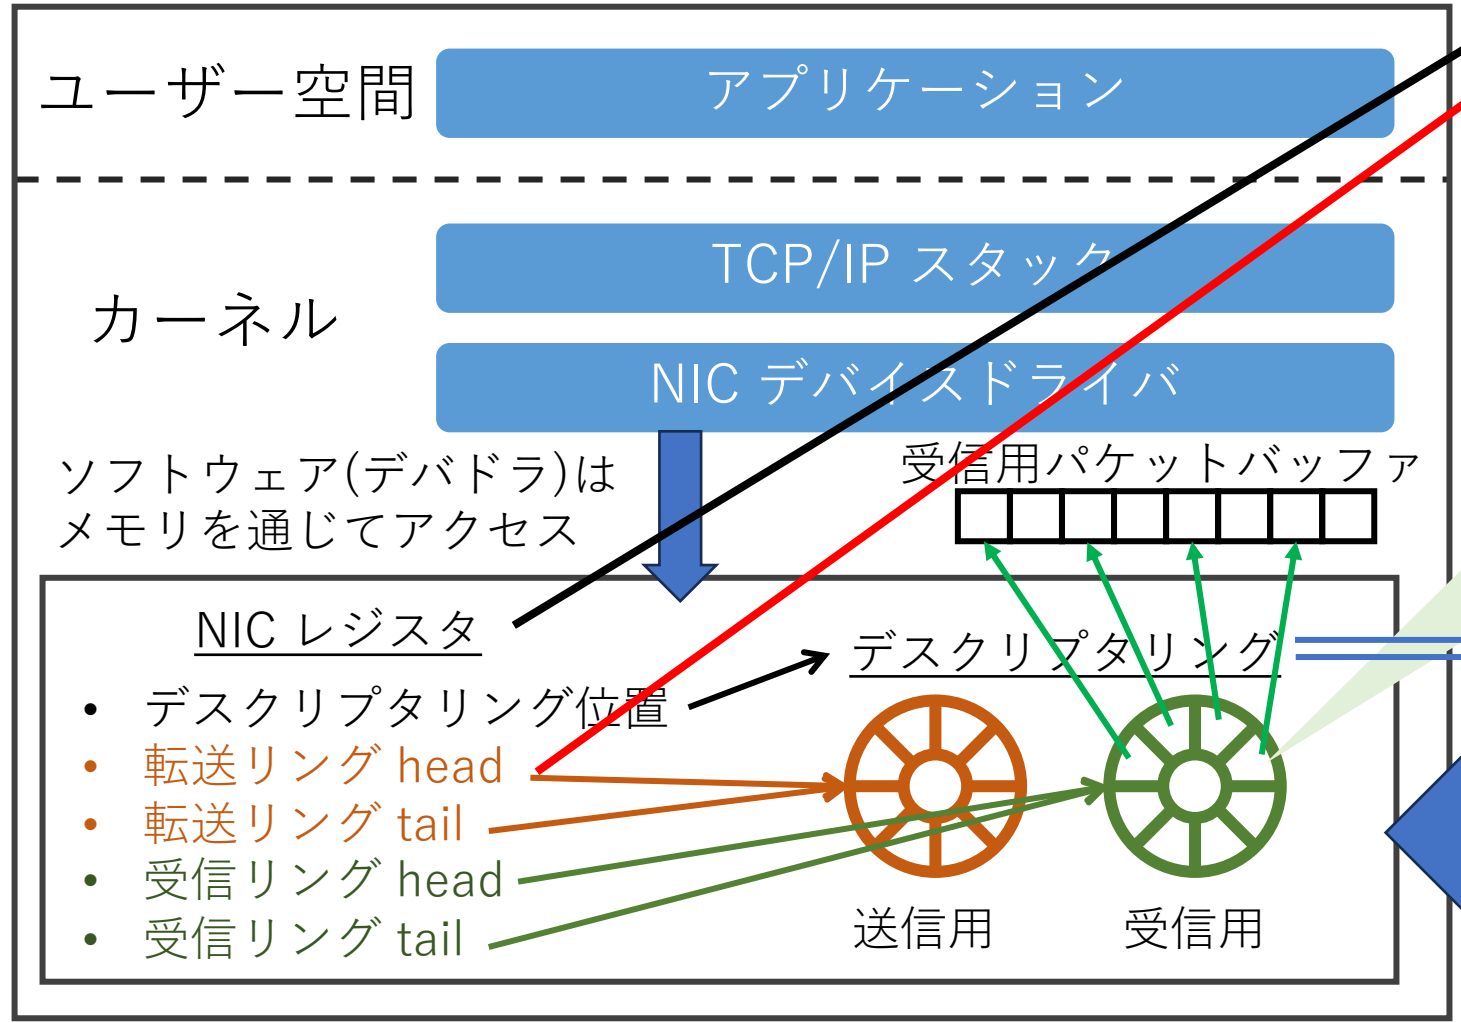 ユーザー空間
アプリケーション
カーネル
TCP/IP スタック
NIC デバイスドライバ
ソフトウェア(デバドラ)は
メモリを通じてアクセス
受信用パケットバッファ
NIC レジスタ
• デスクリプタリング位置
• 転送リング head
• 転送リング tail
• 受信リング head
• 受信リング tail
デスクリプタリング
送信用
受信用